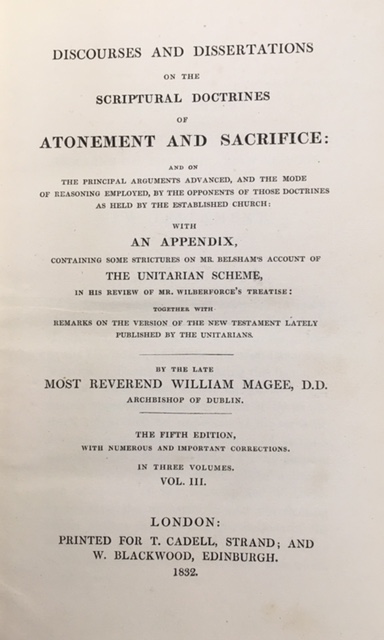 DISCOURSES AND DISSERTATIONS
ON THE
SCRIPTURAL DOCTRINES
OF
ATONEMENT AND SACRIFICE:
AND ON
THE PRINCIPAL ARGUMENTS ADVANCED, AND THE MODE
OF REASONING EMPLOYED, BY THE OPPONENTS OF THOSE DOCTRINES
AS HELD BY THE ESTABLISHED CHURCH:
WITH
AN APPENDIX,
CONTAINING SOME STRICTURES ON MR. BELSHAM'S ACCOUNT OF
THE UNITARIAN SCHEME,
IN HIS REVIEW OF MR. WILBERFORCE'S TREATISE:
TOGETHER WITH
REMARKS ON THE VERSION OF THE NEW TESTAMENT LATELY
PUBLISHED BY THE UNITARIANS.
BY THE LATE
MOST REVEREND WILLIAM MAGEE, D.D.
ARCHBISHOP OF DUBLIN.
THE FIFTH EDITION,
WITH NUMEROUS AND IMPORTANT CORRECTIONS.
IN THREE VOLUMES.
VOL. III.
LONDON:
PRINTED FOR T. CADELL, STRAND; AND
W. BLACKWOOD, EDINBURGH.
1832.